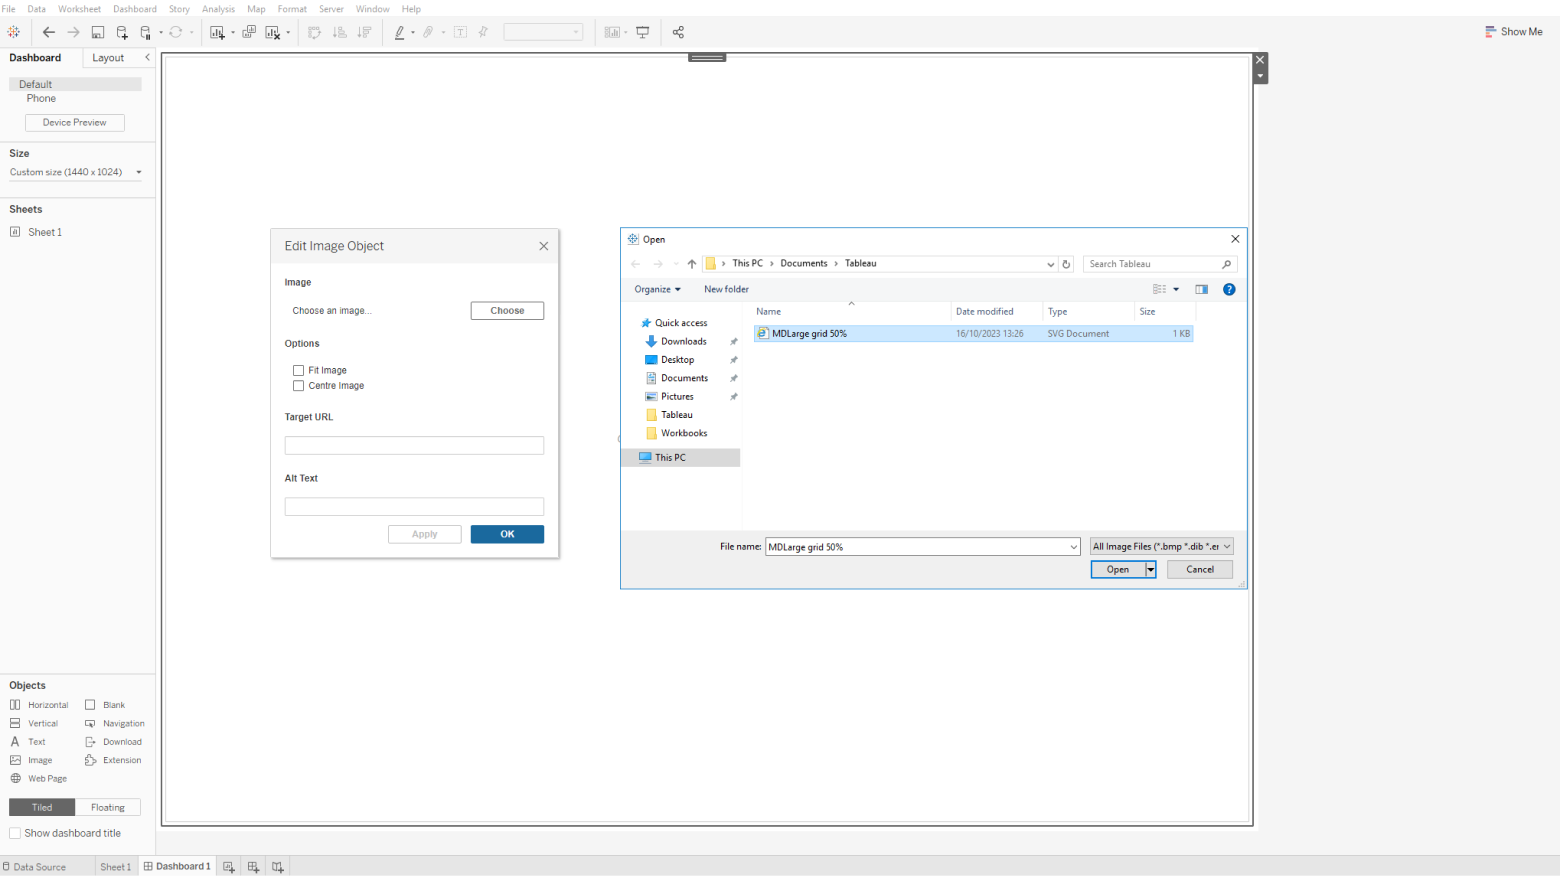 File Data Worksheet Dashboard Story Analysis Map Format Server Window Help
Show Me
Dashboard Layout
Default
Phone
Device Preview
Size
Custom size (1440 x 1024)
Sheets
Sheet 1
Edit Image Object
Image
Choose an image...
Choose
Options
Fit Image
Centre Image
Target URL
Alt Text
Apply
OK
Open
This PC > Documents > Tableau
Search Tableau
Organize
New folder
Name Date modified Type Size
MDLarge grid 50% 16/10/2023 13:26 SVG Document 1 KB
Quick access
Downloads
Desktop
Documents
Pictures
Tableau
Workbooks
This PC
File name: MDLarge grid 50%
All Image Files (*.bmp *.dib *.er
Open
Cancel
Objects
Horizontal Blank
Vertical Navigation
Text Download
Image Extension
Web Page
Tiled Floating
Show dashboard title
Data Source Sheet 1 Dashboard 1